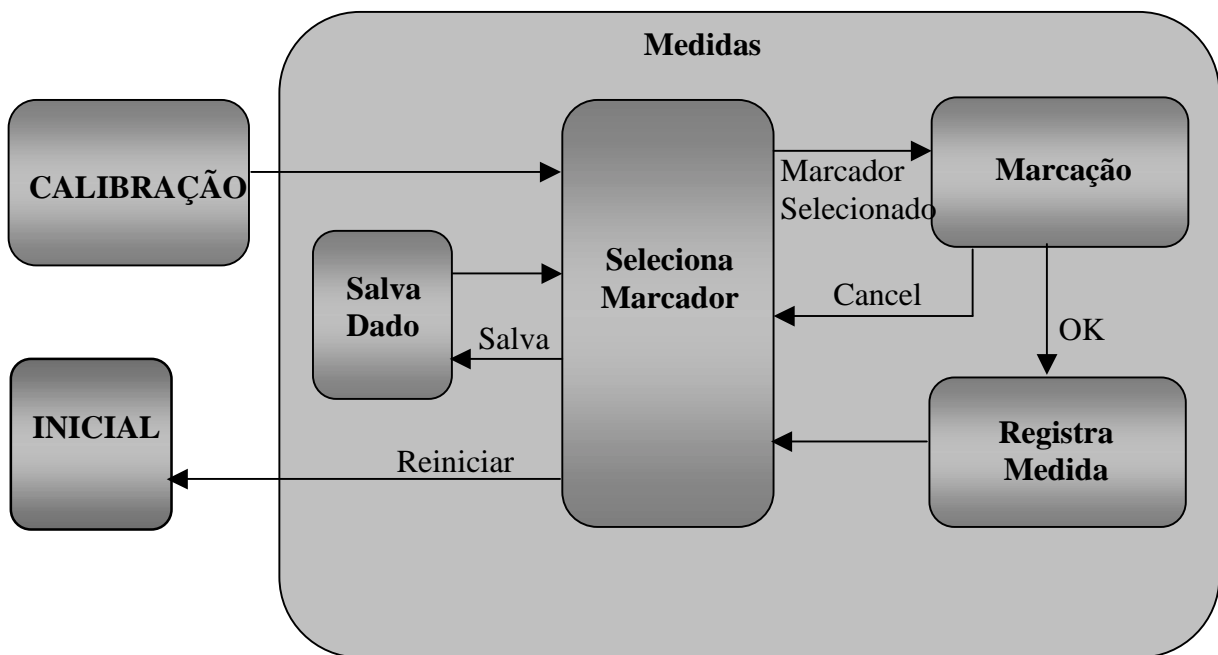 Medidas
CALIBRAÇÃO
Marcador
Selecionado
Marcação
Salva
Dado
Seleciona
Marcador
Cancel
Salva
OK
INICIAL
Reiniciar
Registra
Medida